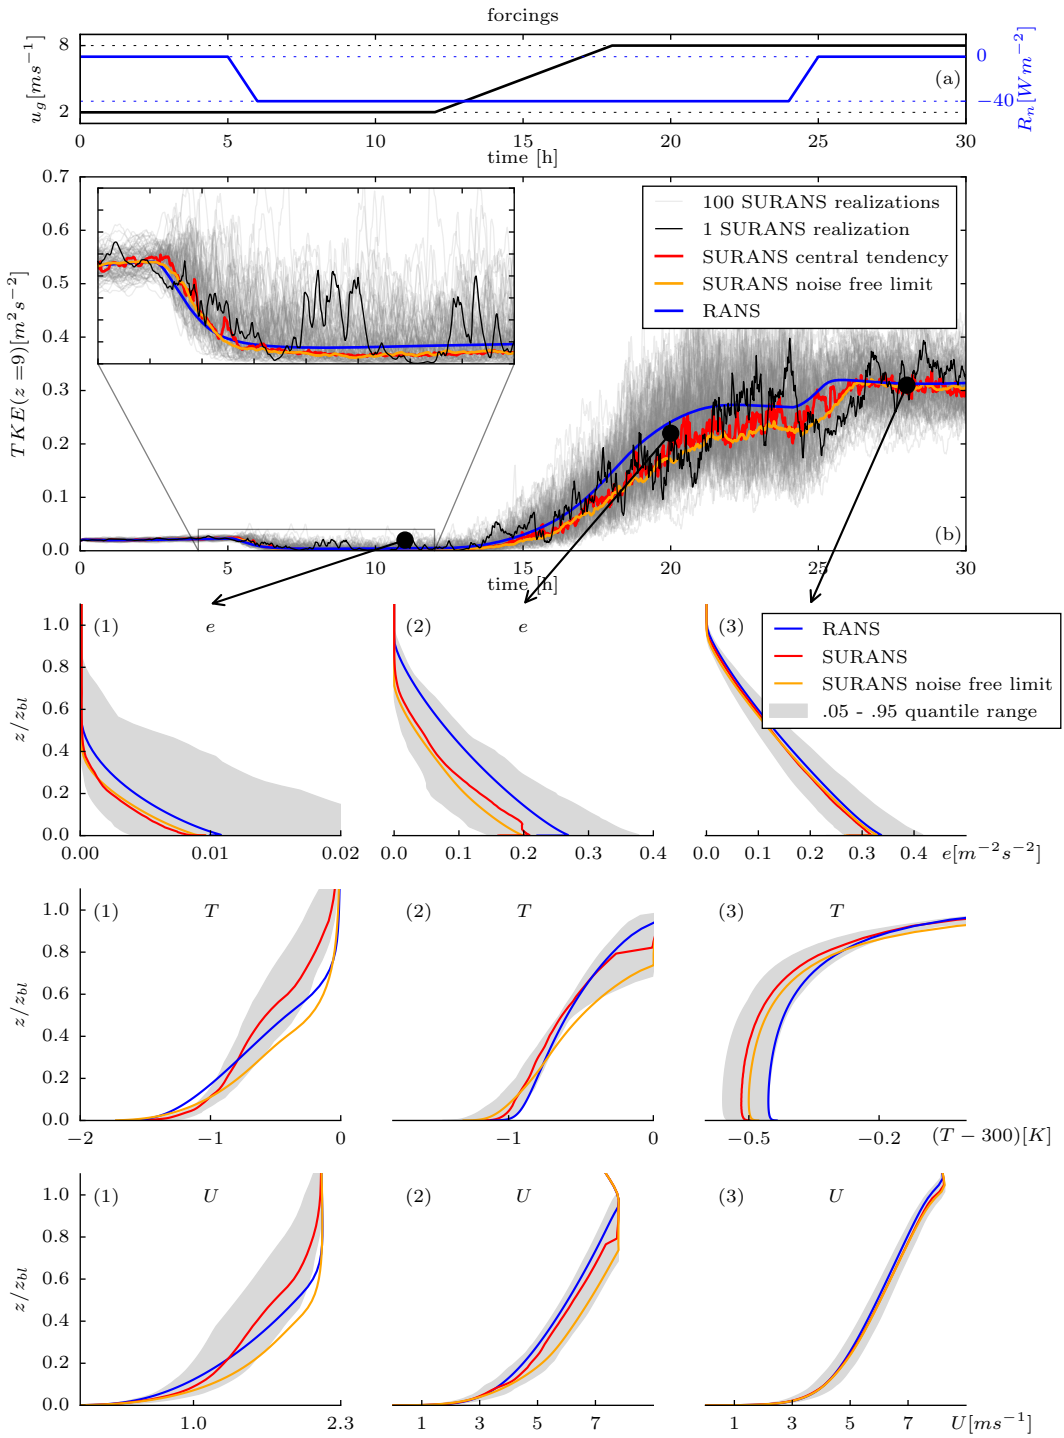 forcings
u_g[ms^{-1}]
8
2
0
−40
R_n[Wm^{-2}]
(a)
0 5 10 15 20 25 30
time [h]
TKE(z =9)[m^2s^{-2}]
0.7
0.6
0.5
0.4
0.3
0.2
0.1
0.0
100 SURANS realizations
1 SURANS realization
SURANS central tendency
SURANS noise free limit
RANS
(b)
0 5 10 15 20 25 30
time [h]
z/z_{bl}
1.0
0.8
0.6
0.4
0.2
0.0
(1) e
(2) e
(3)
RANS
SURANS
SURANS noise free limit
.05 - .95 quantile range
0.00 0.01 0.02
0.0 0.1 0.2 0.3 0.4
0.0 0.1 0.2 0.3 0.4 e[m^{-2}s^{-2}]
z/z_{bl}
1.0
0.8
0.6
0.4
0.2
0.0
(1) T
(2) T
(3) T
−2 −1 0
−1 0
−0.5 −0.2 (T − 300)[K]
z/z_{bl}
1.0
0.8
0.6
0.4
0.2
0.0
(1) U
(2) U
(3) U
1.0 2.3
1 3 5 7
1 3 5 7 U[ms^{-1}]